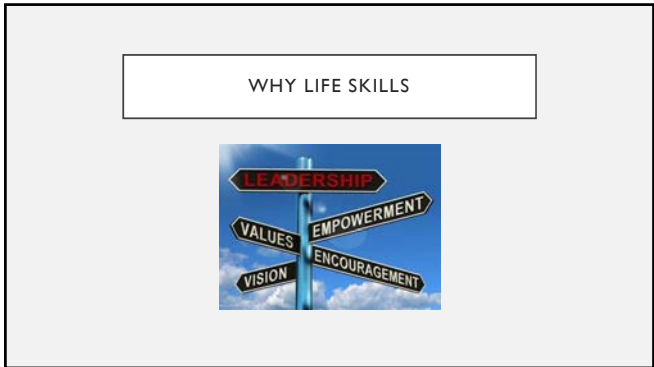 WHY LIFE SKILLS
LEADERSHIP
EMPOWERMENT
VALUES
ENCOURAGEMENT
VISION